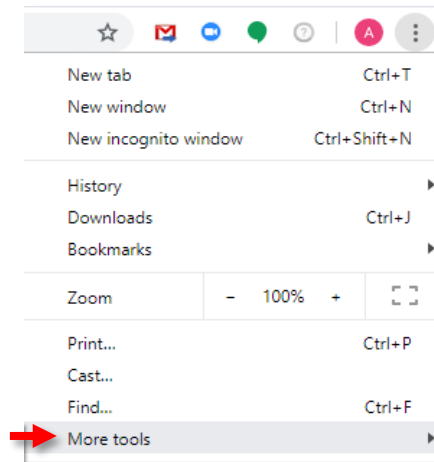 A
New tab Ctrl+T
New window Ctrl+N
New incognito window Ctrl+Shift+N
History
Downloads Ctrl+J
Bookmarks
Zoom - 100% +
Print... Ctrl+P
Cast...
Find... Ctrl+F
More tools